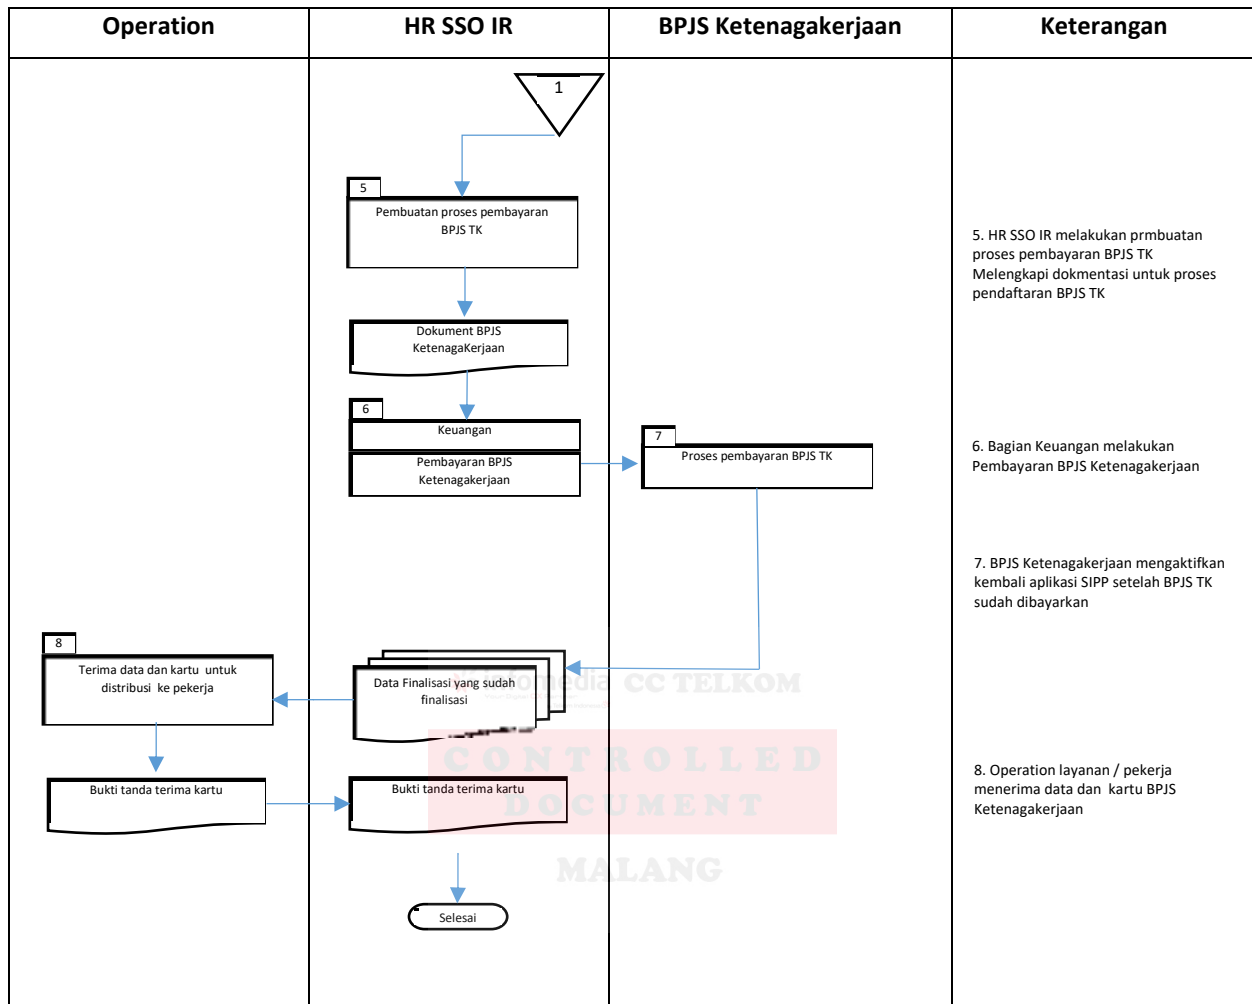 Operation
HR SSO IR
BPJS Ketenagakerjaan
Keterangan
1
5
Pembuatan proses pembayaran
BPJS TK
5. HR SSO IR melakukan prmbuatan
proses pembayaran BPJS TK
Melengkapi dokmentasi untuk proses
pendaftaran BPJS TK
Dokument BPJS
KetenagaKerjaan
6
Keuangan
Pembayaran BPJS
Ketenagakerjaan
7
Proses pembayaran BPJS TK
6. Bagian Keuangan melakukan
Pembayaran BPJS Ketenagakerjaan
7. BPJS Ketenagakerjaan mengaktifkan
kembali aplikasi SIPP setelah BPJS TK
sudah dibayarkan
8
Terima data dan kartu untuk
distribusi ke pekerja
Data Finalisasi yang sudah
finalisasi
infomedia CC TELKOM
CONTROLLED
DOCUMENT
MALANG
Bukti tanda terima kartu
Bukti tanda terima kartu
8. Operation layanan / pekerja
menerima data dan kartu BPJS
Ketenagakerjaan
Selesai